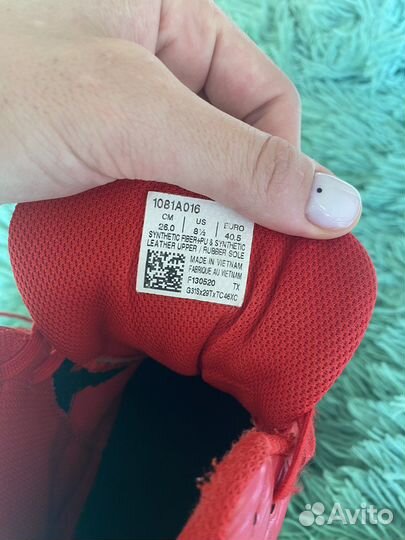 1081A016
CM US EURO
26.0 8½ 40.5
SYNTHETIC FIBER+PU & SYNTHETIC
LEATHER UPPER / RUBBER SOLE
MADE IN VIETNAM
FABRIQUE AU VIETNAM
F130520 TX
G31Sx29TxTC46XC
Avito